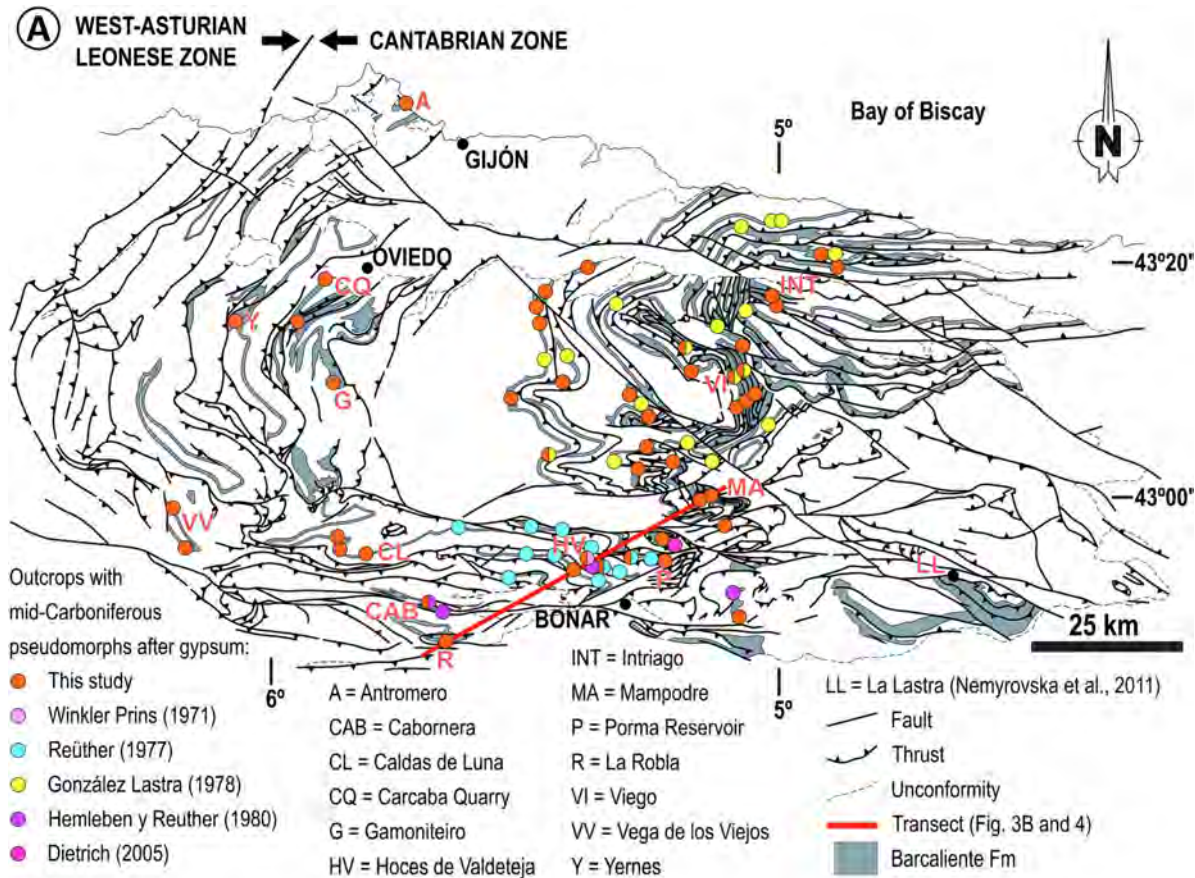 A
WEST-ASTURIAN
LEONESE ZONE
CANTABRIAN ZONE
A
GIJÓN
5º
Bay of Biscay
N
OVIEDO
CQ
INT
43º20"
Y
G
VI
MA
43º00"
VV
CL
HV
P
LL
CAB
BOÑAR
R
25 km
6º
5º
Outcrops with
mid-Carboniferous
pseudomorphs after gypsum:
This study
Winkler Prins (1971)
Reüther (1977)
González Lastra (1978)
Hemleben y Reuther (1980)
Dietrich (2005)
A = Antromero
CAB = Cabornera
CL = Caldas de Luna
CQ = Carcaba Quarry
G = Gamoniteiro
HV = Hoces de Valdeteja
INT = Intriago
MA = Mampodre
P = Porma Reservoir
R = La Robla
VI = Viego
VV = Vega de los Viejos
Y = Yernes
LL = La Lastra (Nemyrovska et al., 2011)
Fault
Thrust
Unconformity
Transect (Fig. 3B and 4)
Barcaliente Fm